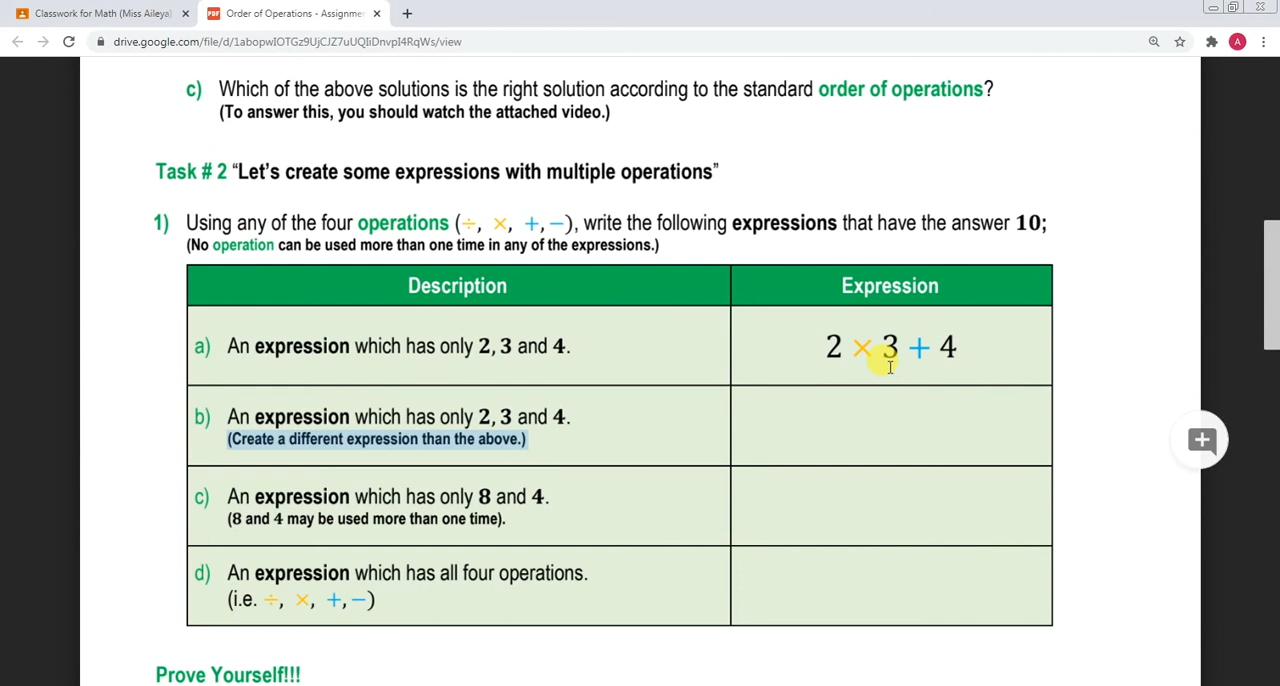 Classwork for Math (Miss Aileya)
PDF Order of Operations - Assignmen
drive.google.com/file/d/1abopwIOTGz9UjCJZ7uUQIiDnvpI4RqWs/view
A
c) Which of the above solutions is the right solution according to the standard order of operations?
(To answer this, you should watch the attached video.)
Task # 2 “Let’s create some expressions with multiple operations”
1) Using any of the four operations (÷, ×, +, −), write the following expressions that have the answer 10;
(No operation can be used more than one time in any of the expressions.)
Description Expression
a) An expression which has only 2, 3 and 4. 2 × 3 + 4
b) An expression which has only 2, 3 and 4.
(Create a different expression than the above.)
c) An expression which has only 8 and 4.
(8 and 4 may be used more than one time).
d) An expression which has all four operations.
(i.e. ÷, ×, +, −)
Prove Yourself!!!